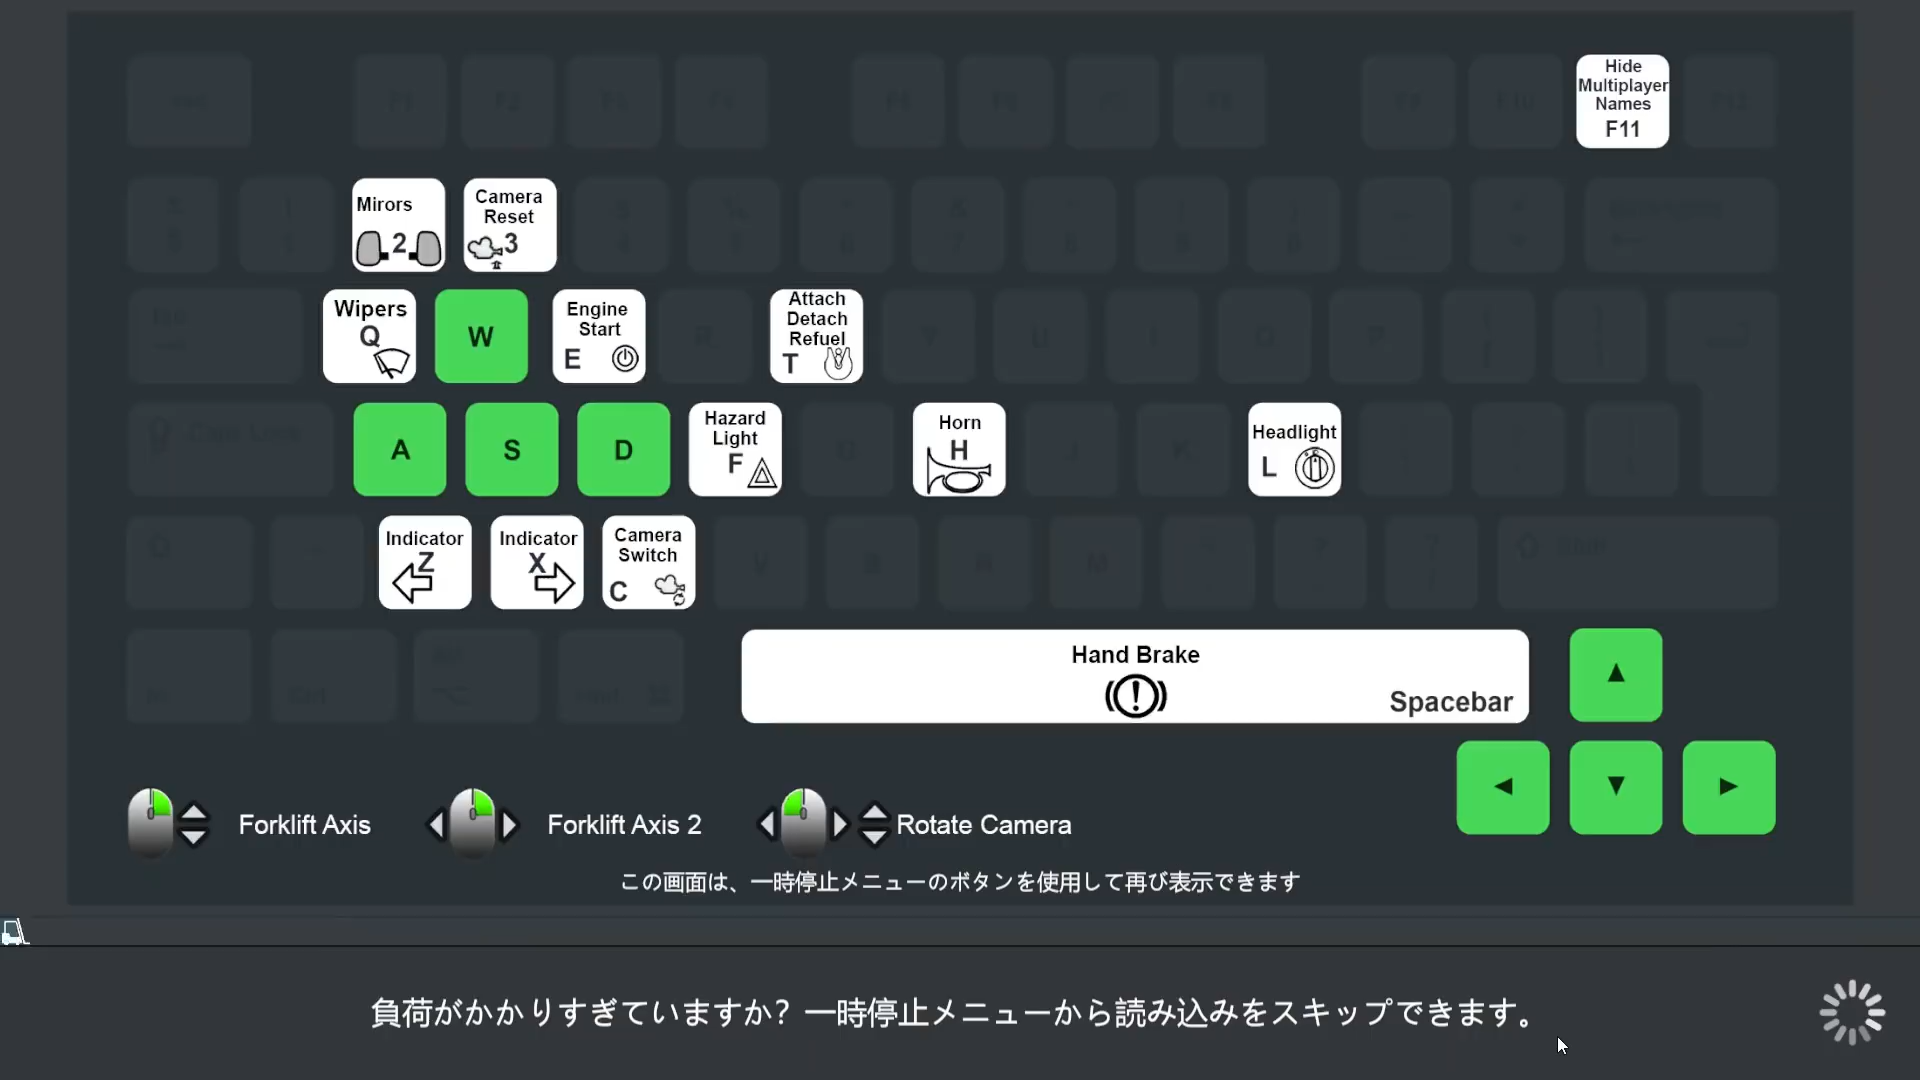 Hide
Multiplayer
Names
F11
Mirors
2
Camera
Reset
3
Wipers
Q
W
Engine
Start
E
Attach
Detach
Refuel
T
A
S
D
Hazard
Light
F
Horn
H
Headlight
L
Indicator
Z
Indicator
X
Camera
Switch
C
Hand Brake
Spacebar
Forklift Axis
Forklift Axis 2
Rotate Camera
この画面は、一時停止メニューのボタンを使用して再び表示できます
負荷がかかりすぎていますか? 一時停止メニューから読み込みをスキップできます。